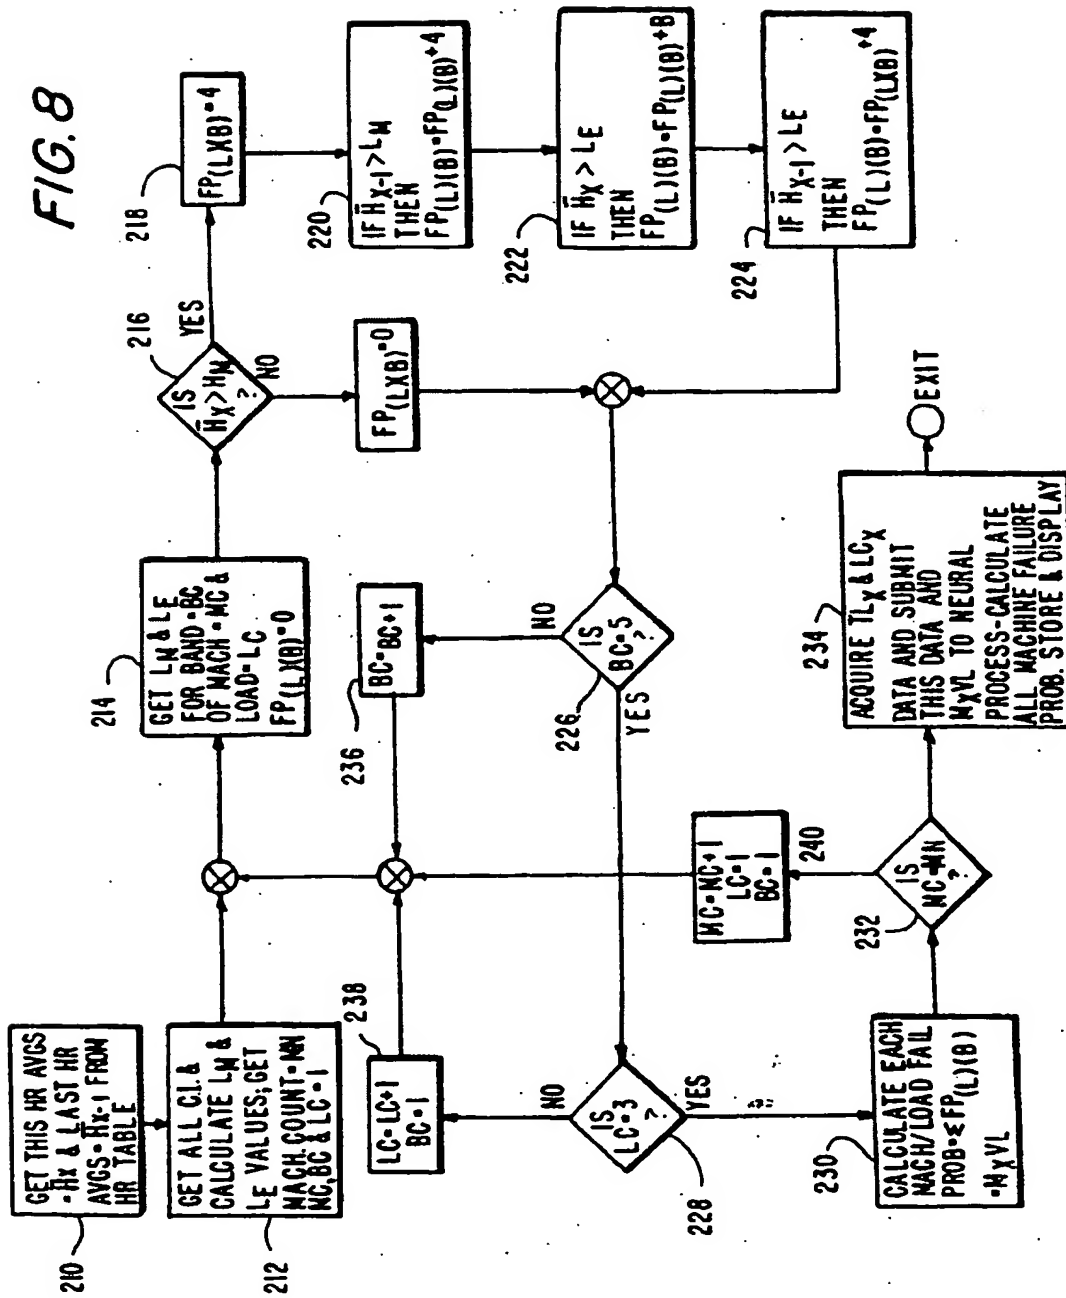 FIG. 8
210
GET THIS HR AVGS
= H̅X & LAST HR
AVGS = H̅X-1 FROM
HR TABLE
212
GET ALL C.I. &
CALCULATE LM &
LE VALUES, GET
MACH. COUNT=MN
MC, BC & LC = 1
214
GET LM & LE
FOR BAND = BC
OF MACH = MC &
LOAD = LC
FP(L)(B)=0
216
IS
H̅X>HM
?
YES
NO
218
FP(L)(B)=4
FP(L)(B)=0
220
IF H̅X-1 > LM
THEN
FP(L)(B)=FP(L)(B)+4
222
IF H̅X > LE
THEN
FP(L)(B)=FP(L)(B)+8
224
IF H̅X-1 > LE
THEN
FP(L)(B)=FP(L)(B)+4
226
IS
BC=5
?
NO
YES
236
BC=BC+1
228
IS
LC=3
?
NO
YES
238
LC=LC+1
BC=1
230
CALCULATE EACH
MACH/LOAD FAIL
PROB=ΣFP(L)(B)
=MXVL
232
IS
MC=MN
?
240
MC=MC+1
LC=1
BC=1
234
ACQUIRE TLX & LCX
DATA AND SUBMIT
THIS DATA AND
MXVL TO NEURAL
PROCESS-CALCULATE
ALL MACHINE FAILURE
PROB. STORE & DISPLAY
EXIT